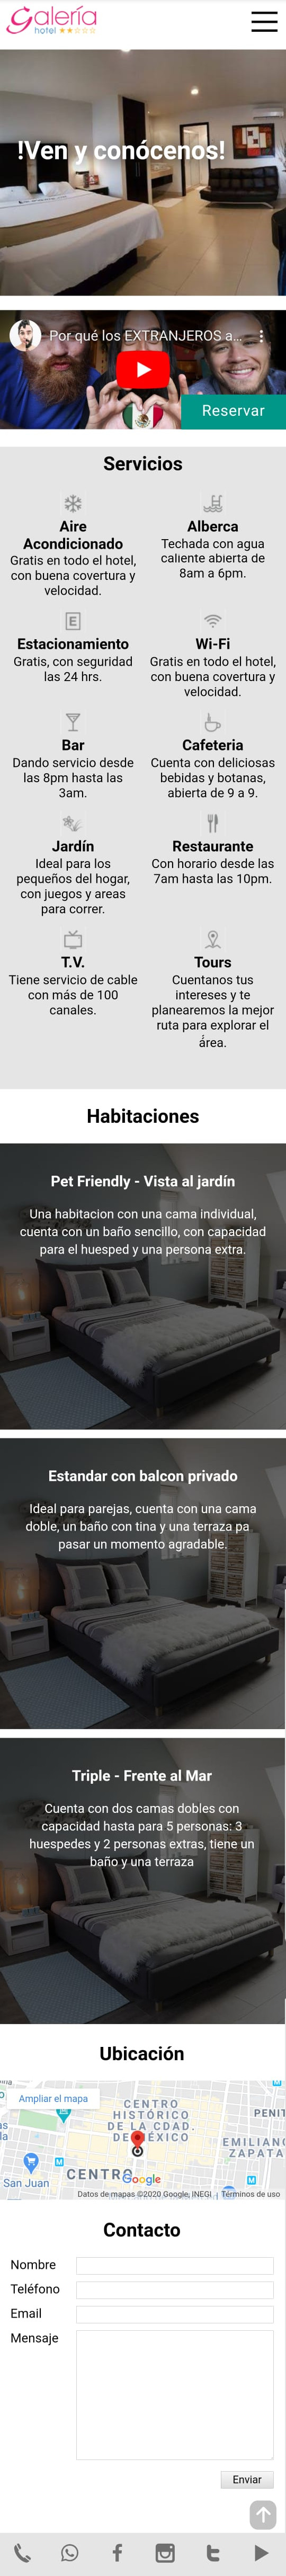 Galería
hotel
!Ven y conócenos!
Por qué los EXTRANJEROS a...
Reservar
Servicios
Aire
Acondicionado
Gratis en todo el hotel,
con buena covertura y
velocidad.
Alberca
Techada con agua
caliente abierta de
8am a 6pm.
E
Estacionamiento
Gratis, con seguridad
las 24 hrs.
Wi-Fi
Gratis en todo el hotel,
con buena covertura y
velocidad.
Bar
Dando servicio desde
las 8pm hasta las
3am.
Cafeteria
Cuenta con deliciosas
bebidas y botanas,
abierta de 9 a 9.
Jardín
Ideal para los
pequeños del hogar,
con juegos y areas
para correr.
Restaurante
Con horario desde las
7am hasta las 10pm.
T.V.
Tiene servicio de cable
con más de 100
canales.
Tours
Cuentanos tus
intereses y te
planearemos la mejor
ruta para explorar el
área.
Habitaciones
Pet Friendly - Vista al jardín
Una habitacion con una cama individual,
cuenta con un baño sencillo, con capacidad
para el huesped y una persona extra.
Estandar con balcon privado
Ideal para parejas, cuenta con una cama
doble, un baño con tina y una terraza pa
pasar un momento agradable.
Triple - Frente al Mar
Cuenta con dos camas dobles con
capacidad hasta para 5 personas: 3
huespedes y 2 personas extras, tiene un
baño y una terraza
Ubicación
Ampliar el mapa
CENTRO
HISTÓRICO
DE LA CDAD.
DE MÉXICO
PENIT
EMILIANO
ZAPATA
San Juan
CENTRO
Google
Datos de mapas ©2020 Google, INEGI
Términos de uso
Contacto
Nombre
Teléfono
Email
Mensaje
Enviar